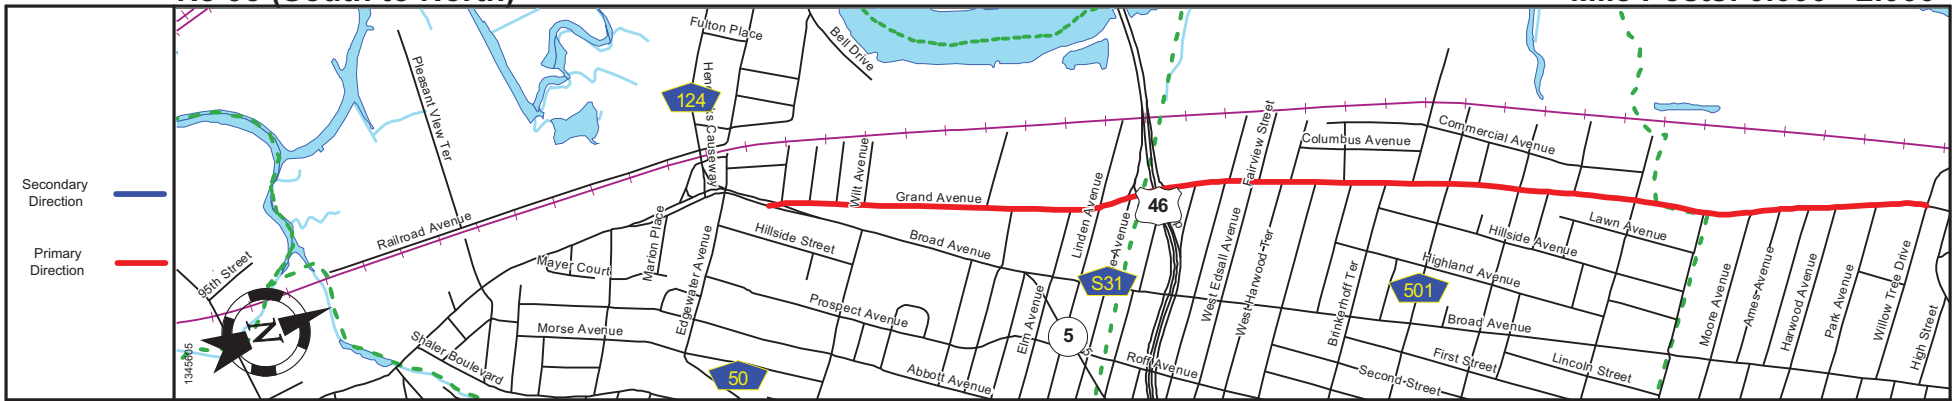 Secondary
Direction
Primary
Direction
Fulton Place
Bell Drive
Pleasant View Ter
124
Railroad Avenue
95th Street
N
1345605
Wilt Avenue
Grand Avenue
Marion Place
Mayer Court
Hillside Street
Broad Avenue
Edgewater Avenue
Prospect Avenue
Morse Avenue
Shaler Boulevard
50
Abbott Avenue
Elm Avenue
Linden Avenue
S31
5
46
Roff Avenue
Fairview Street
West Edsall Avenue
West Harwood Ter
Columbus Avenue
Commercial Avenue
Lawn Avenue
Hillside Avenue
Highland Avenue
501
Brinkerhoff Ter
Broad Avenue
First Street
Second Street
Lincoln Street
Moore Avenue
Ames Avenue
Harwood Avenue
Park Avenue
Willow Tree Drive
High Street